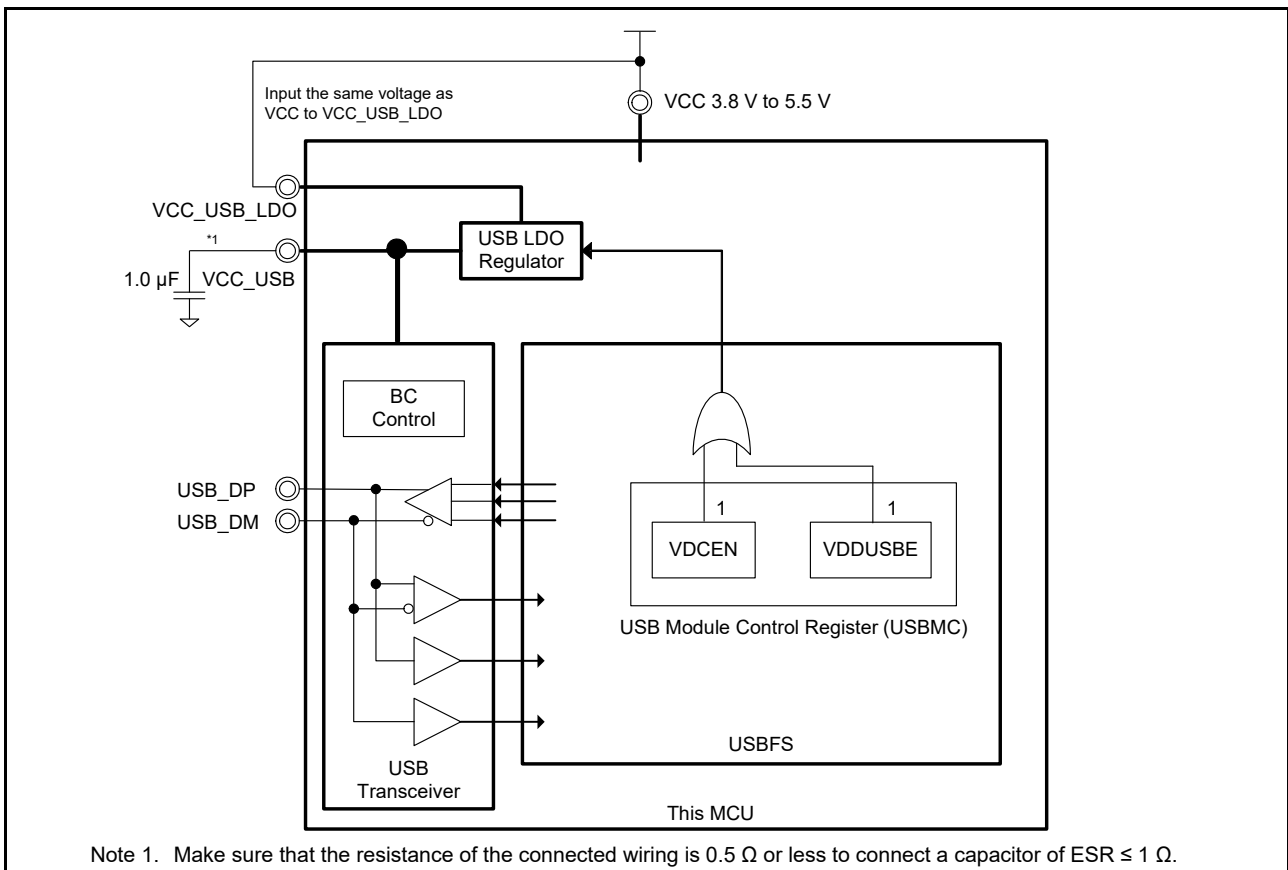 Input the same voltage as
VCC to VCC_USB_LDO
VCC 3.8 V to 5.5 V
VCC_USB_LDO
*1
1.0 µF
VCC_USB
USB LDO
Regulator
BC
Control
USB_DP
USB_DM
1
1
VDCEN
VDDUSBE
USB Module Control Register (USBMC)
USBFS
USB
Transceiver
This MCU
Note 1. Make sure that the resistance of the connected wiring is 0.5 Ω or less to connect a capacitor of ESR ≤ 1 Ω.